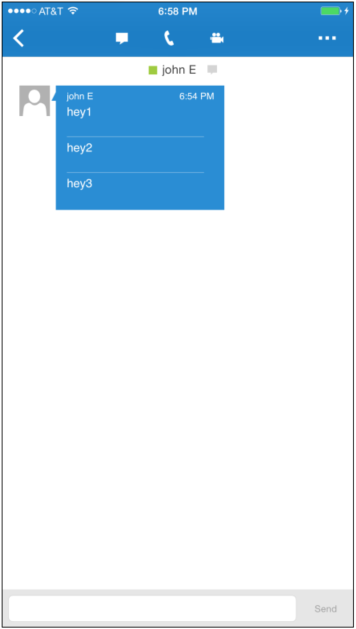 AT&T 6:58 PM
john E
john E 6:54 PM
hey1
hey2
hey3
Send